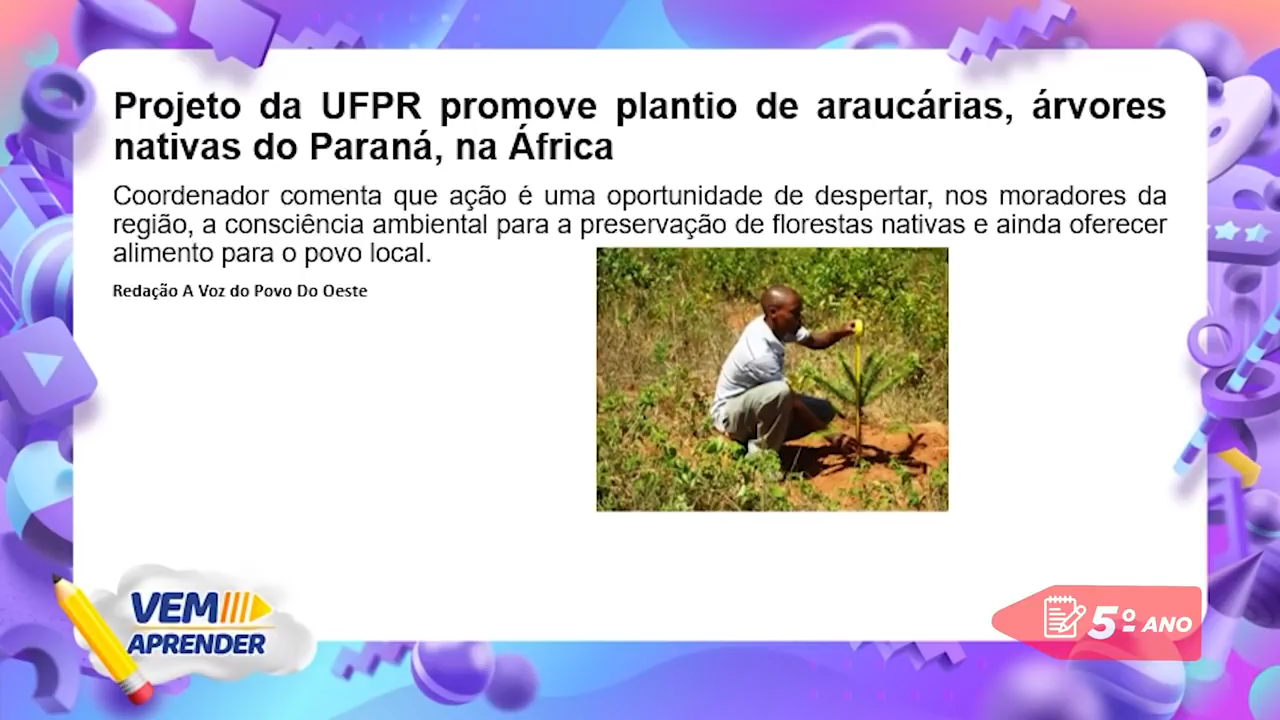 Projeto da UFPR promove plantio de araucárias, árvores
nativas do Paraná, na África
Coordenador comenta que ação é uma oportunidade de despertar, nos moradores da
região, a consciência ambiental para a preservação de florestas nativas e ainda oferecer
alimento para o povo local.
Redação A Voz do Povo Do Oeste
VEM
APRENDER
5º ANO